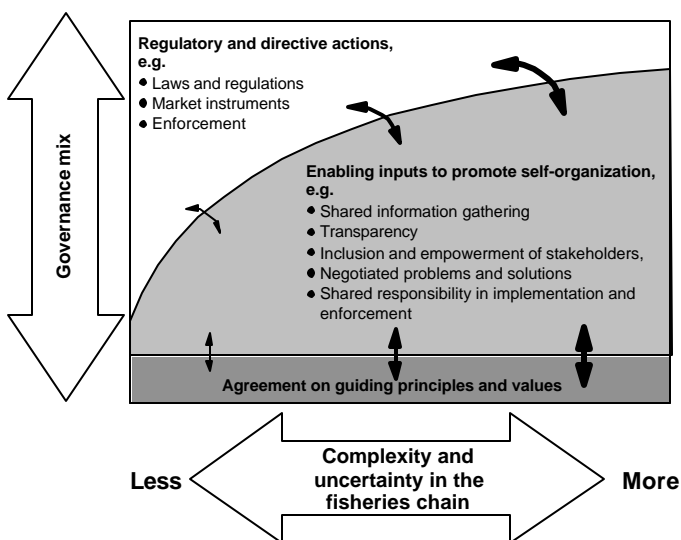 Regulatory and directive actions,
e.g.
● Laws and regulations
● Market instruments
● Enforcement
Governance mix
Enabling inputs to promote self-organization,
e.g.
● Shared information gathering
● Transparency
● Inclusion and empowerment of stakeholders,
● Negotiated problems and solutions
● Shared responsibility in implementation and
enforcement
Agreement on guiding principles and values
Less
Complexity and
uncertainty in the
fisheries chain
More